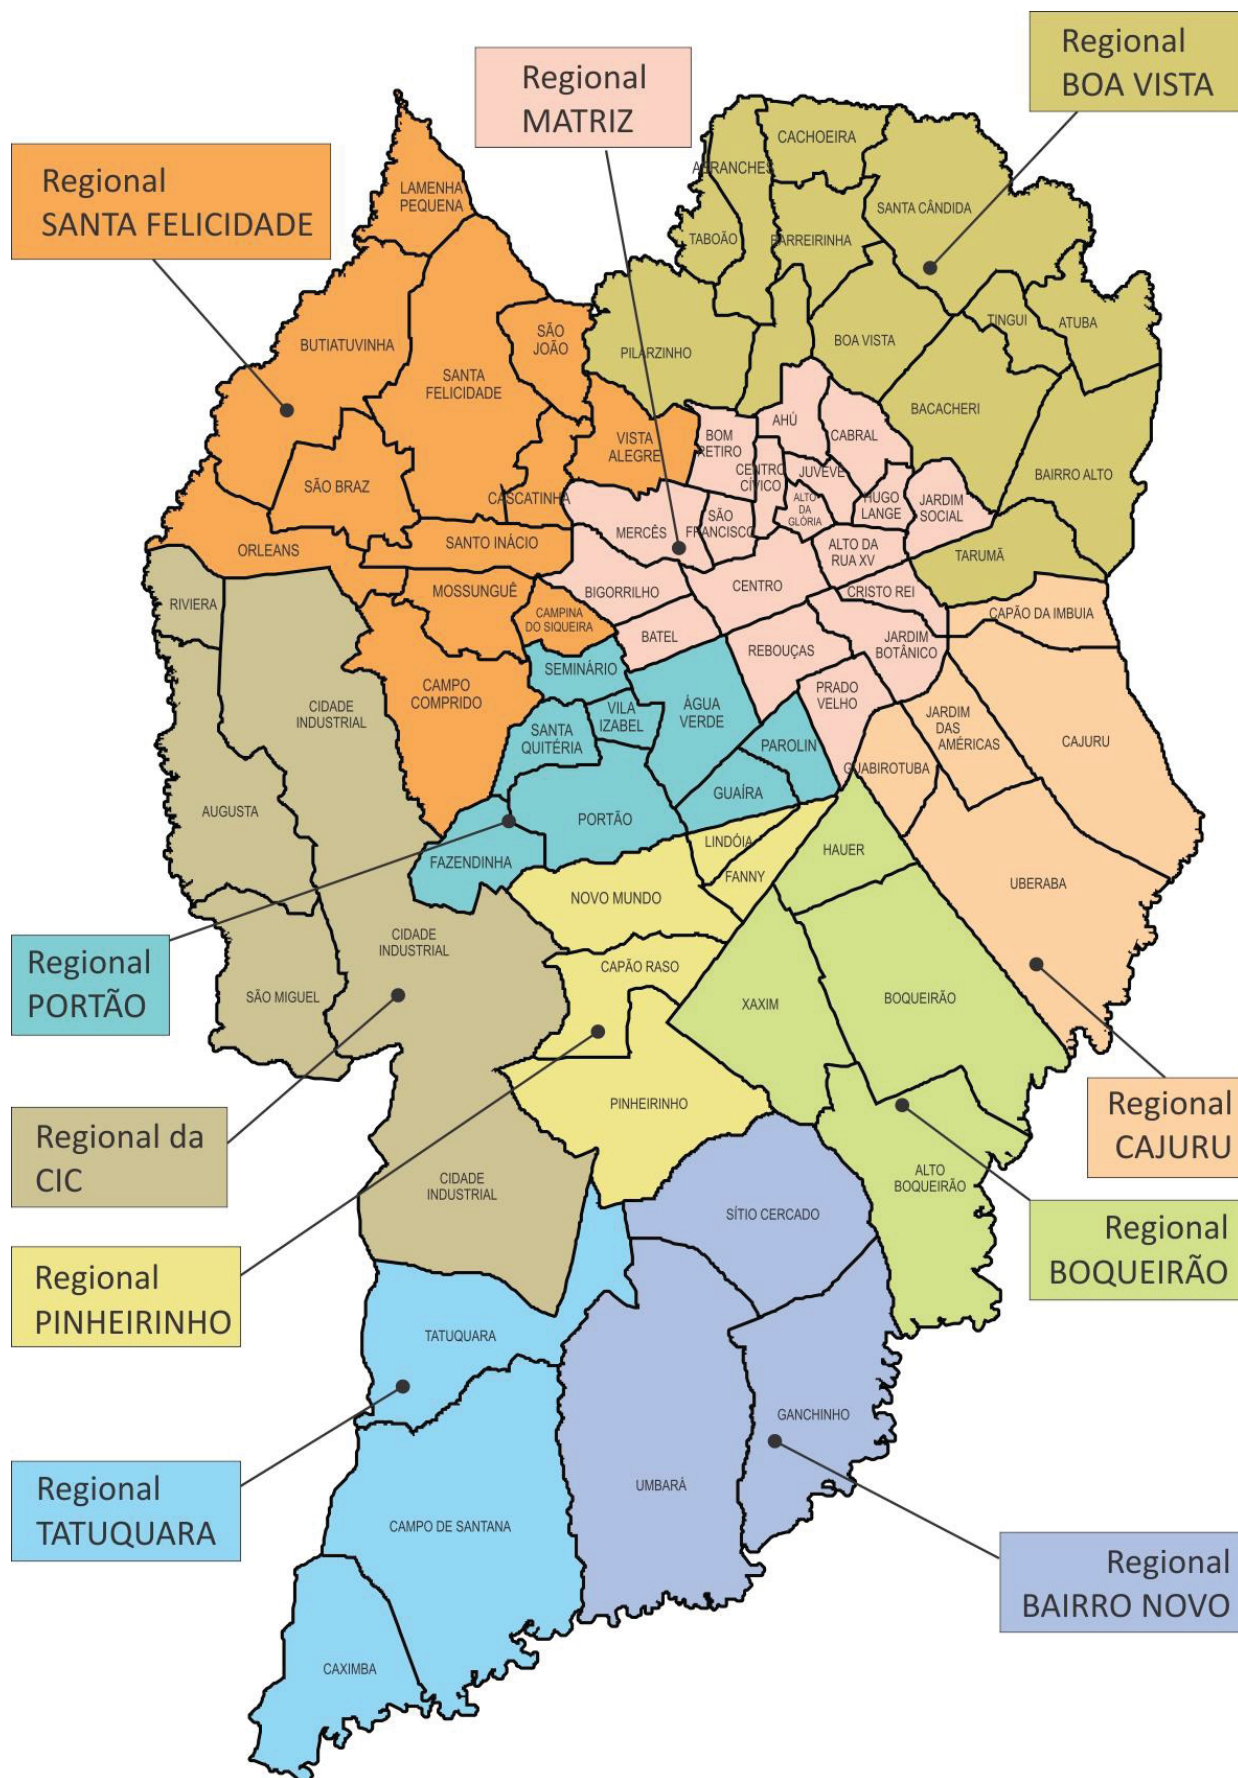 Regional
BOA VISTA
Regional
MATRIZ
Regional
SANTA FELICIDADE
CACHOEIRA
ABRANCHES
LAMENHA
PEQUENA
SANTA CÂNDIDA
TABOÃO
BARREIRINHA
TINGUI
ATUBA
BUTIATUVINHA
SÃO
JOÃO
PILARZINHO
BOA VISTA
SANTA
FELICIDADE
BACACHERI
AHÚ
CABRAL
VISTA
ALEGRE
BOM
RETIRO
BAIRRO ALTO
CENTRO
CÍVICO
JUVEVÊ
SÃO BRAZ
CASCATINHA
ALTO
DA
GLÓRIA
HUGO
LANGE
JARDIM
SOCIAL
MERCÊS
SÃO
FRANCISCO
SANTO INÁCIO
ORLEANS
ALTO DA
RUA XV
TARUMÃ
MOSSUNGUÊ
BIGORRILHO
CENTRO
CRISTO REI
RIVIERA
CAMPINA
DO SIQUEIRA
CAPÃO DA IMBUIA
BATEL
REBOUÇAS
JARDIM
BOTÂNICO
SEMINÁRIO
CAMPO
COMPRIDO
VILA
IZABEL
ÁGUA
VERDE
PRADO
VELHO
CIDADE
INDUSTRIAL
SANTA
QUITÉRIA
PAROLIN
JARDIM
DAS
AMÉRICAS
CAJURU
GUABIROTUBA
GUAÍRA
AUGUSTA
PORTÃO
LINDÓIA
HAUER
FAZENDINHA
FANNY
UBERABA
NOVO MUNDO
CIDADE
INDUSTRIAL
Regional
PORTÃO
CAPÃO RASO
SÃO MIGUEL
XAXIM
BOQUEIRÃO
Regional
CAJURU
PINHEIRINHO
Regional da
CIC
CIDADE
INDUSTRIAL
ALTO
BOQUEIRÃO
SÍTIO CERCADO
Regional
BOQUEIRÃO
Regional
PINHEIRINHO
TATUQUARA
GANCHINHO
UMBARÁ
Regional
TATUQUARA
CAMPO DE SANTANA
Regional
BAIRRO NOVO
CAXIMBA